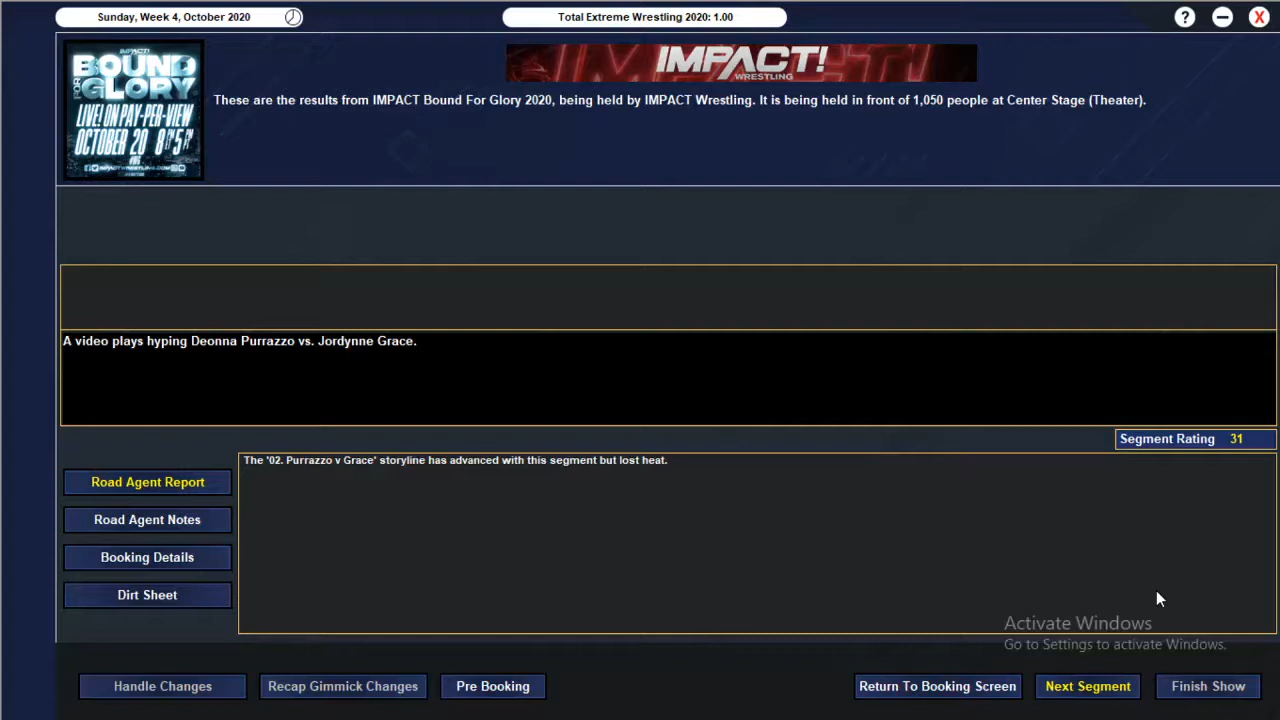 Sunday, Week 4, October 2020
Total Extreme Wrestling 2020: 1.00
?
X
IMPACT!
BOUND
FOR
GLORY
LIVE! ON PAY-PER-VIEW
OCTOBER 20 8
IMPACT!
WRESTLING
These are the results from IMPACT Bound For Glory 2020, being held by IMPACT Wrestling. It is being held in front of 1,050 people at Center Stage (Theater).
A video plays hyping Deonna Purrazzo vs. Jordynne Grace.
Segment Rating 31
The '02. Purrazzo v Grace' storyline has advanced with this segment but lost heat.
Road Agent Report
Road Agent Notes
Booking Details
Dirt Sheet
Activate Windows
Go to Settings to activate Windows.
Handle Changes
Recap Gimmick Changes
Pre Booking
Return To Booking Screen
Next Segment
Finish Show